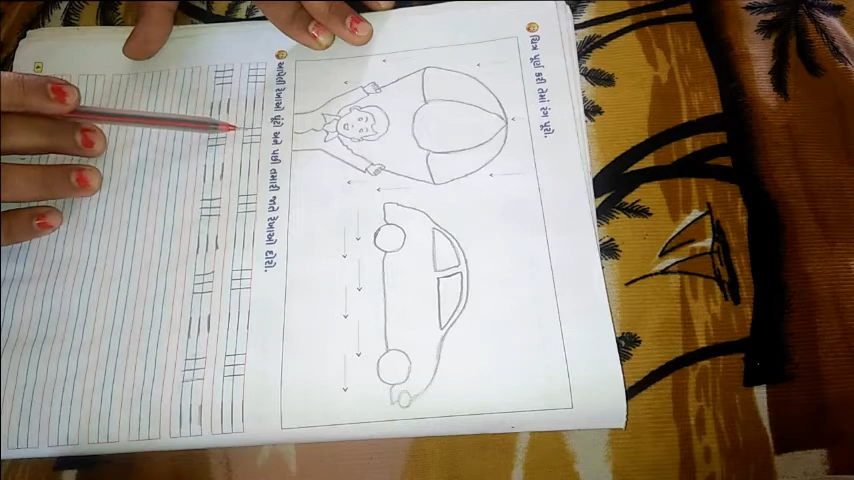 ચિત્ર પૂર્ણ કરી તેમાં રંગ પૂરો.
આપેલી રેખાઓ ઘૂંટો અને પછી તમારી જાતે રેખાઓ દોરો.